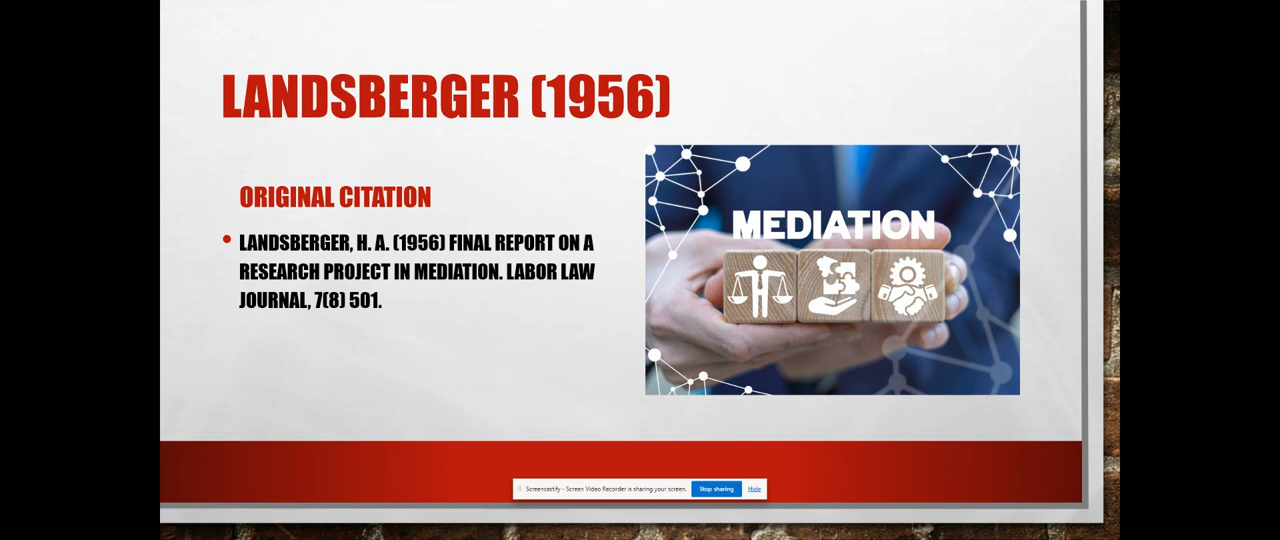 LANDSBERGER (1956)
ORIGINAL CITATION
• LANDSBERGER, H. A. (1956) FINAL REPORT ON A
RESEARCH PROJECT IN MEDIATION. LABOR LAW
JOURNAL, 7(8) 501.
MEDIATION
Screencastify - Screen Video Recorder is sharing your screen. Stop sharing Hide